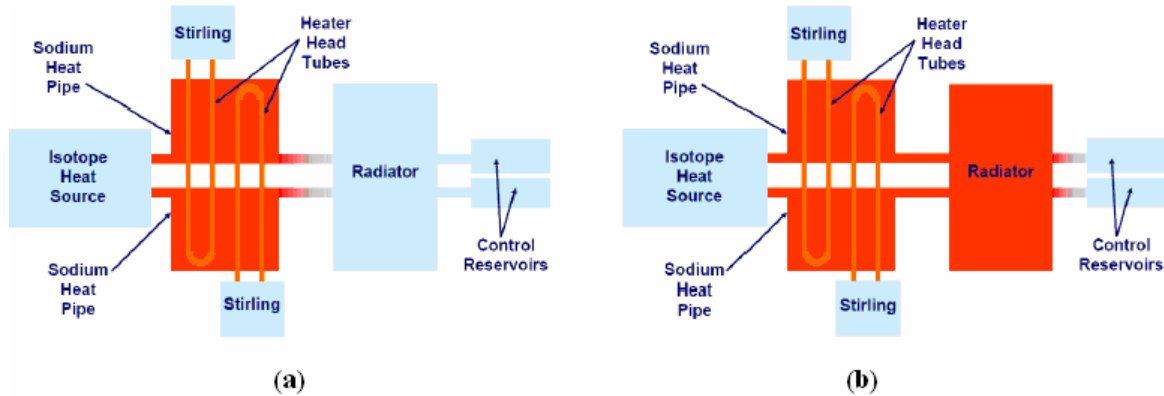 Stirling
Heater
Head
Tubes
Sodium
Heat
Pipe
Isotope
Heat
Source
Radiator
Control
Reservoirs
Sodium
Heat
Pipe
Stirling
(a)
Stirling
Heater
Head
Tubes
Sodium
Heat
Pipe
Isotope
Heat
Source
Radiator
Control
Reservoirs
Sodium
Heat
Pipe
Stirling
(b)